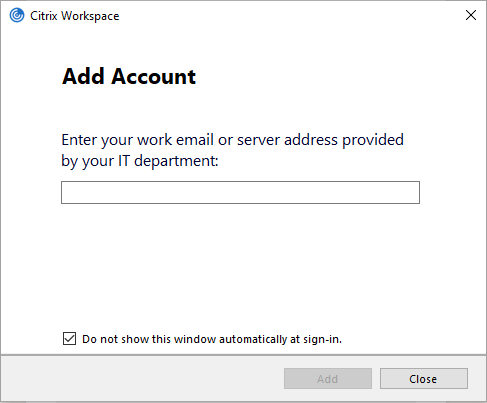 Citrix Workspace
Add Account
Enter your work email or server address provided
by your IT department:
Do not show this window automatically at sign-in.
Add
Close